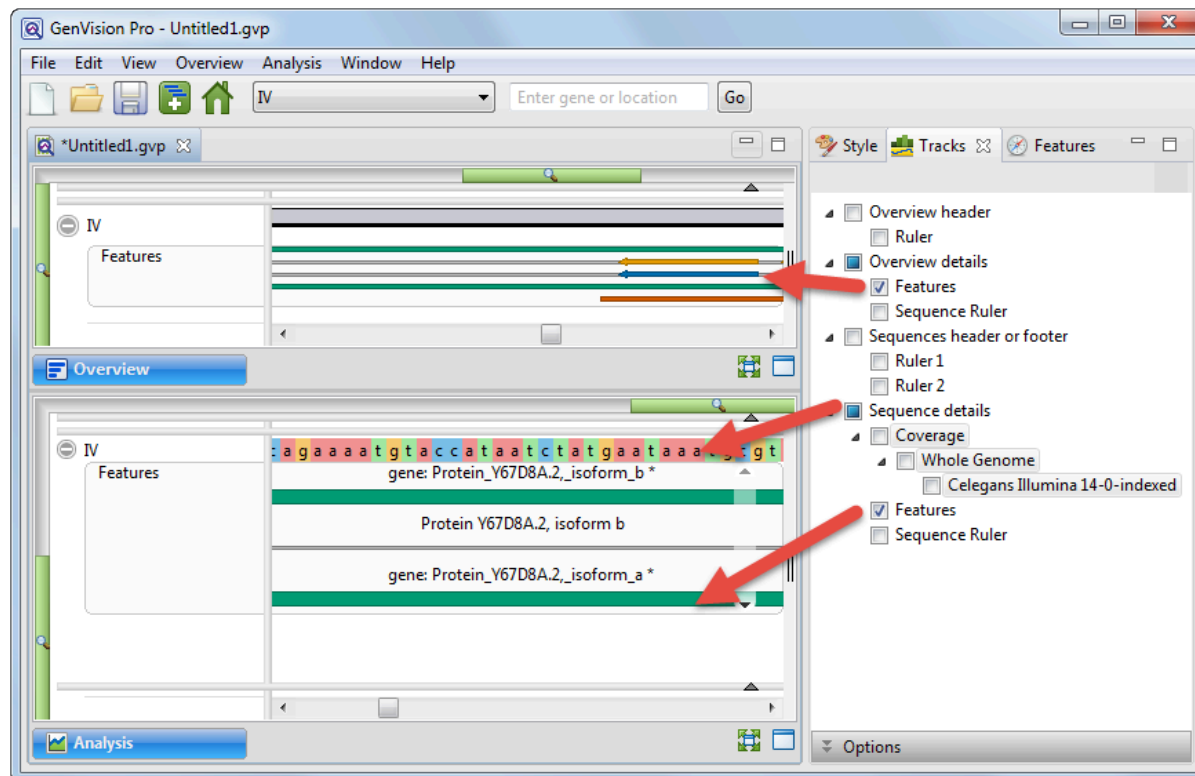 GenVision Pro - Untitled1.gvp
File Edit View Overview Analysis Window Help
IV Enter gene or location Go
*Untitled1.gvp
Style Tracks Features
IV
Features
Overview
IV
c a g a a a a t g t a c c a t a a t c t a t g a a t a a a t g c g t
Features
gene: Protein_Y67D8A.2,_isoform_b *
Protein Y67D8A.2, isoform b
gene: Protein_Y67D8A.2,_isoform_a *
Analysis
Overview header
Ruler
Overview details
Features
Sequence Ruler
Sequences header or footer
Ruler 1
Ruler 2
Sequence details
Coverage
Whole Genome
Celegans Illumina 14-0-indexed
Features
Sequence Ruler
Options